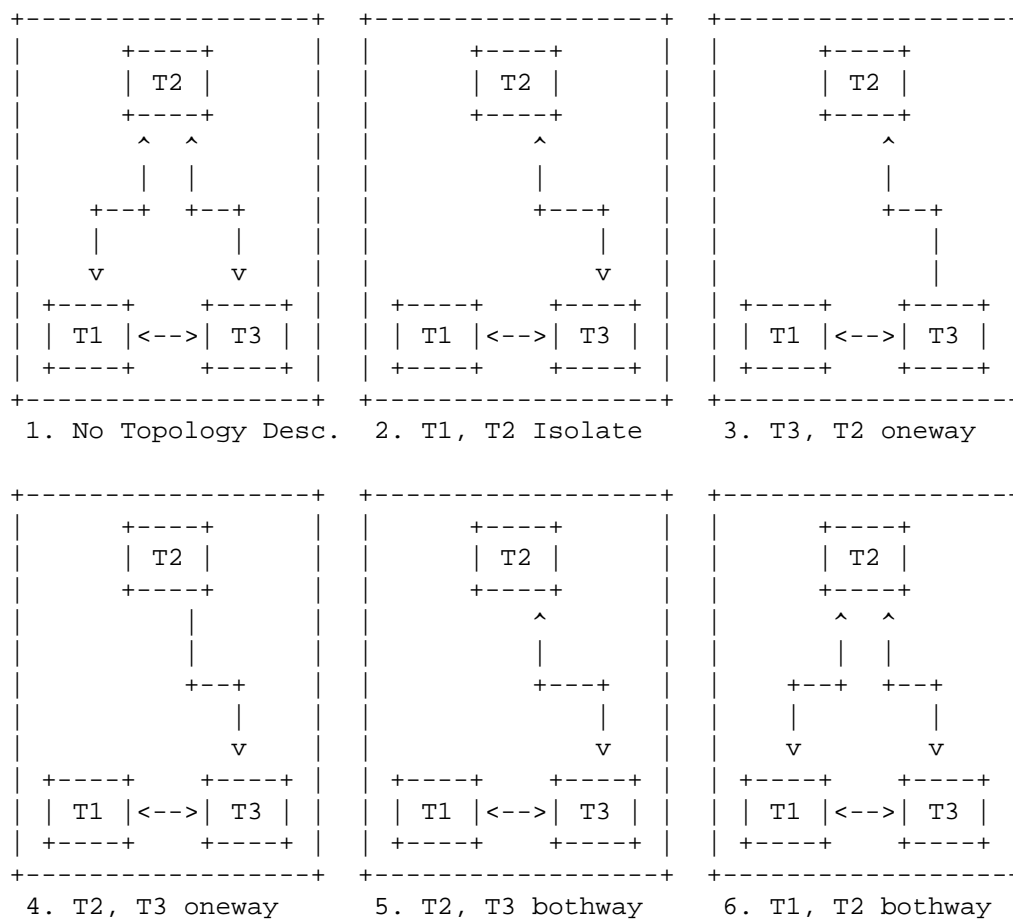 T2 T2 T2
T1 <--> T3 T1 <--> T3 T1 <--> T3
1. No Topology Desc. 2. T1, T2 Isolate 3. T3, T2 oneway
T2 T2 T2
T1 <--> T3 T1 <--> T3 T1 <--> T3
4. T2, T3 oneway 5. T2, T3 bothway 6. T1, T2 bothway